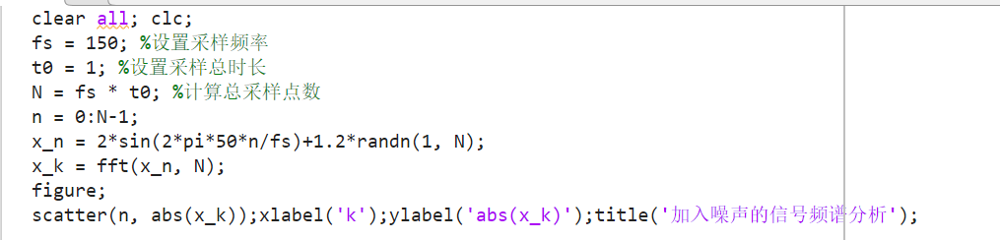 clear all; clc;
fs = 150; %设置采样频率
t0 = 1; %设置采样总时长
N = fs * t0; %计算总采样点数
n = 0:N-1;
x_n = 2*sin(2*pi*50*n/fs)+1.2*randn(1, N);
x_k = fft(x_n, N);
figure;
scatter(n, abs(x_k));xlabel('k');ylabel('abs(x_k)');title('加入噪声的信号频谱分析');